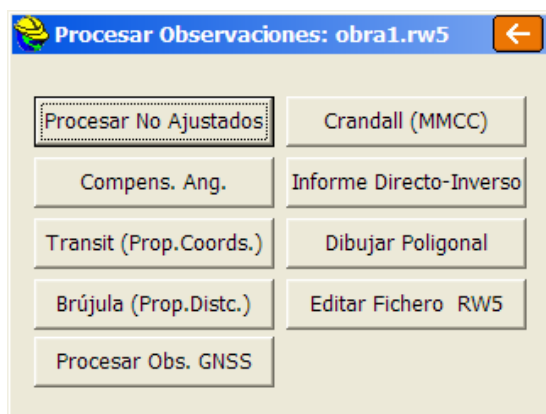 Procesar Observaciones: obra1.rw5
Procesar No Ajustados
Crandall (MMCC)
Compens. Ang.
Informe Directo-Inverso
Transit (Prop.Coords.)
Dibujar Poligonal
Brújula (Prop.Distc.)
Editar Fichero RW5
Procesar Obs. GNSS